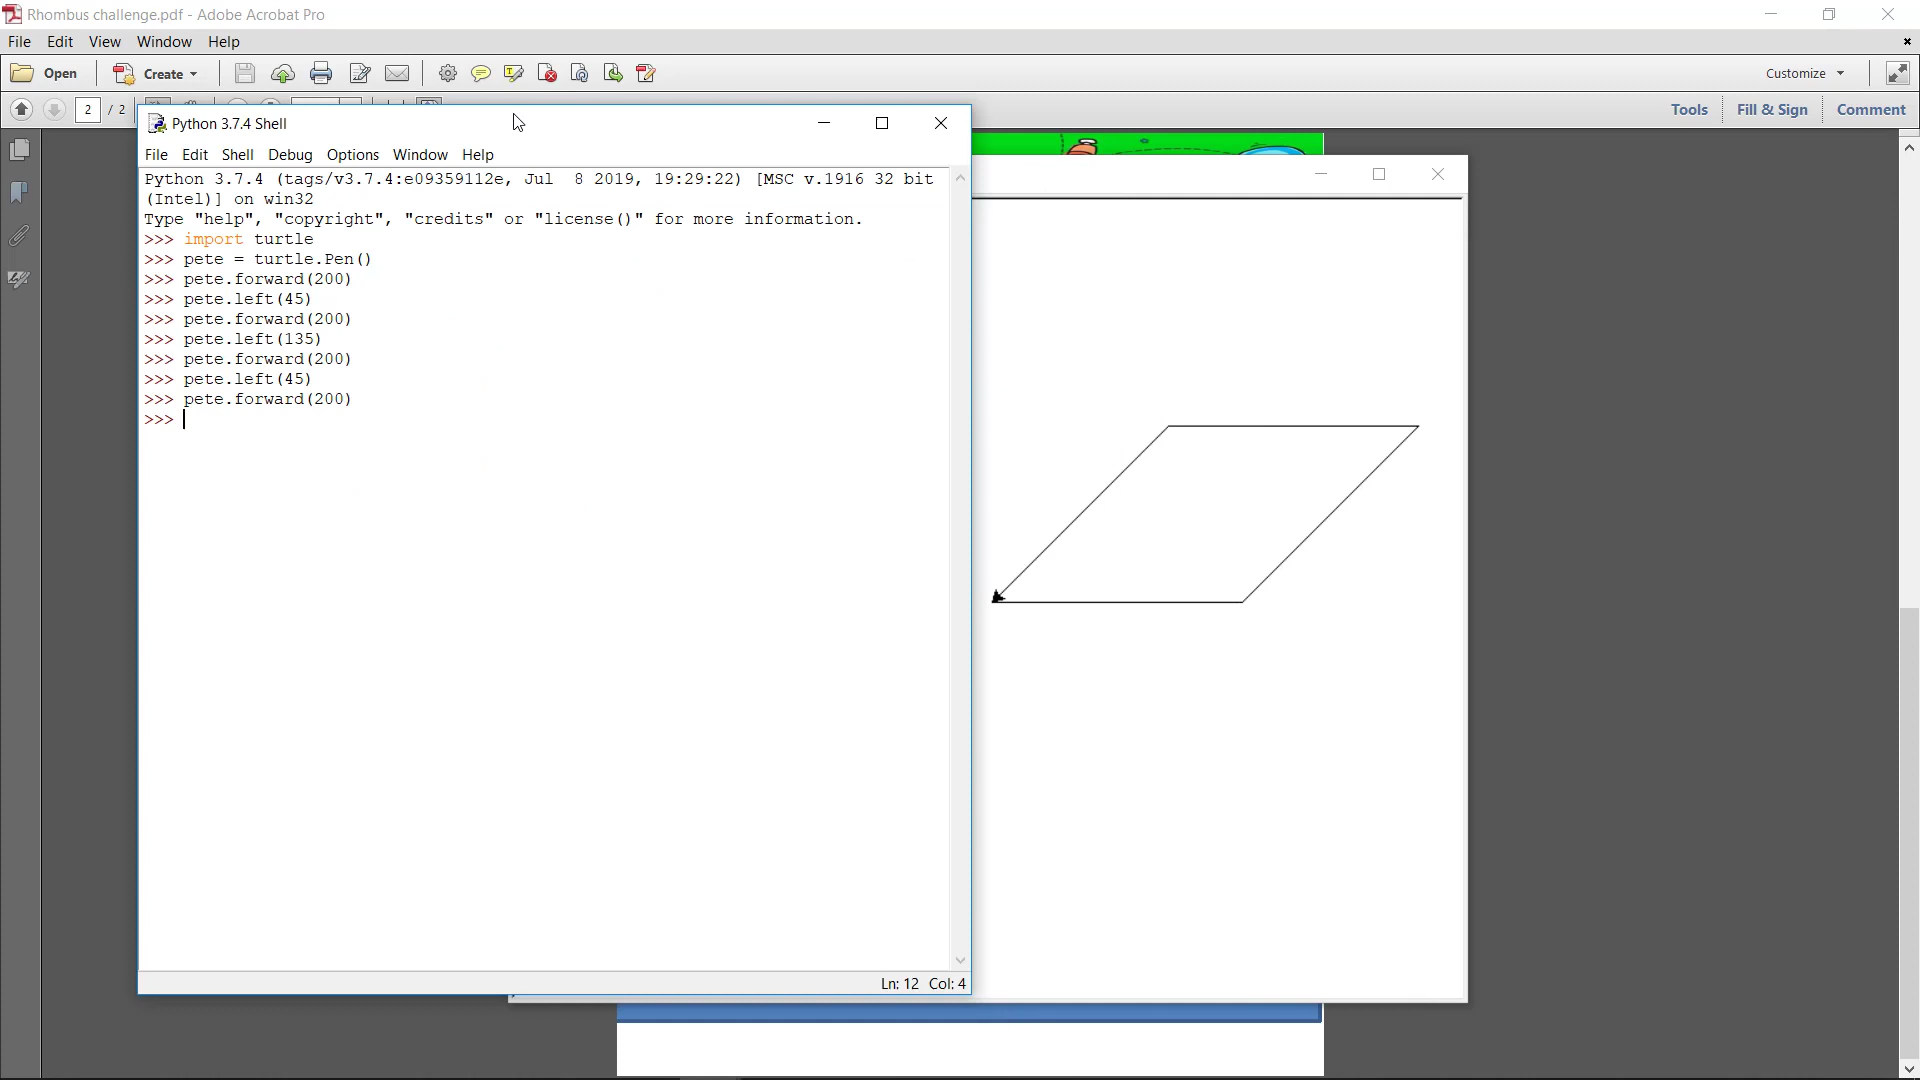 Rhombus challenge.pdf - Adobe Acrobat Pro
File Edit View Window Help
Open Create Customize
2 / 2 Tools Fill & Sign Comment
Python 3.7.4 Shell
File Edit Shell Debug Options Window Help
Python 3.7.4 (tags/v3.7.4:e09359112e, Jul  8 2019, 19:29:22) [MSC v.1916 32 bit
(Intel)] on win32
Type "help", "copyright", "credits" or "license()" for more information.
>>> import turtle
>>> pete = turtle.Pen()
>>> pete.forward(200)
>>> pete.left(45)
>>> pete.forward(200)
>>> pete.left(135)
>>> pete.forward(200)
>>> pete.left(45)
>>> pete.forward(200)
>>>
Ln: 12 Col: 4